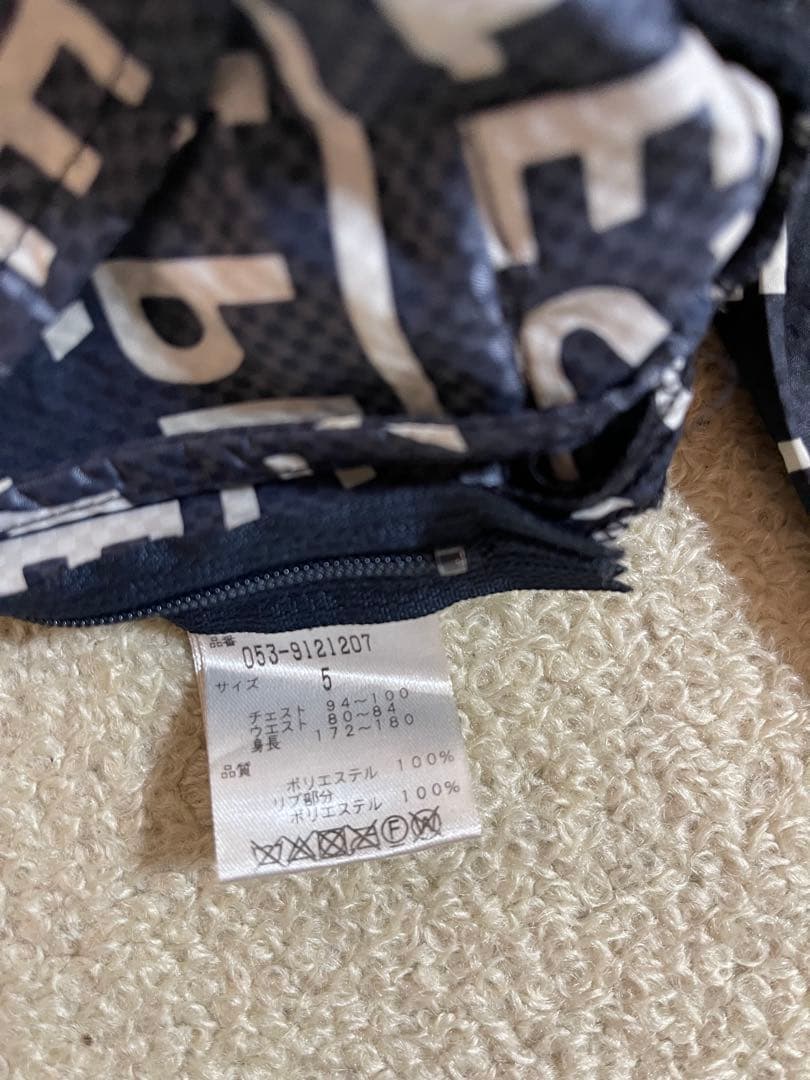 品番
053-9121207
サイズ 5
チェスト 94~100
ウエスト 80~84
身長 172~180
品質
ポリエステル 100%
リブ部分
ポリエステル 100%
F W